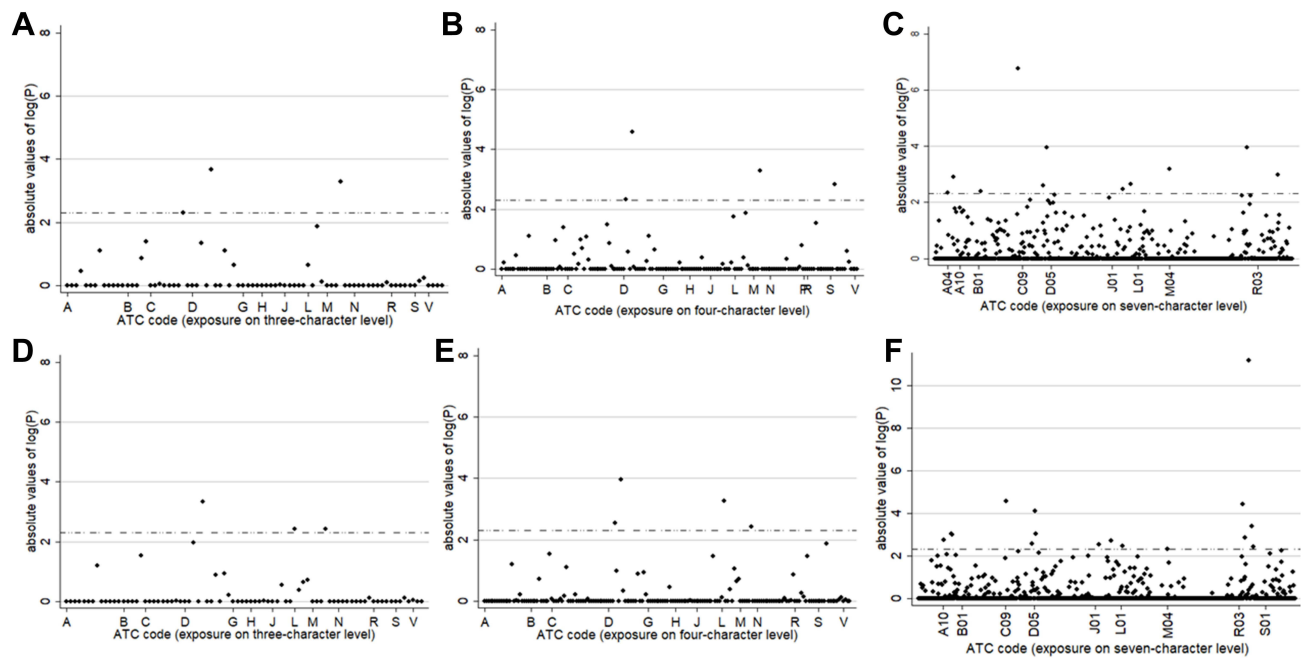 A
absolute values of log(P)
8
6
4
2
0
A B C D G H J L M N R S V
ATC code (exposure on three-character level)
B
absolute values of log(P)
8
6
4
2
0
A B C D G H J L M N R S V
ATC code (exposure on four-character level)
C
absolute value of log(P)
8
6
4
2
0
A04 A10 B01 C09 D05 J01 L01 M04 R03
ATC code (exposure on seven-character level)
D
absolute values of log(P)
8
6
4
2
0
A B C D G H J L M N R S V
ATC code (exposure on three-character level)
E
absolute values of log(P)
8
6
4
2
0
A B C D G H J L M N R S V
ATC code (exposure on four-character level)
F
absolute value of log(P)
10
8
6
4
2
0
A10 B01 C09 D05 J01 L01 M04 R03 S01
ATC code (exposure on seven-character level)